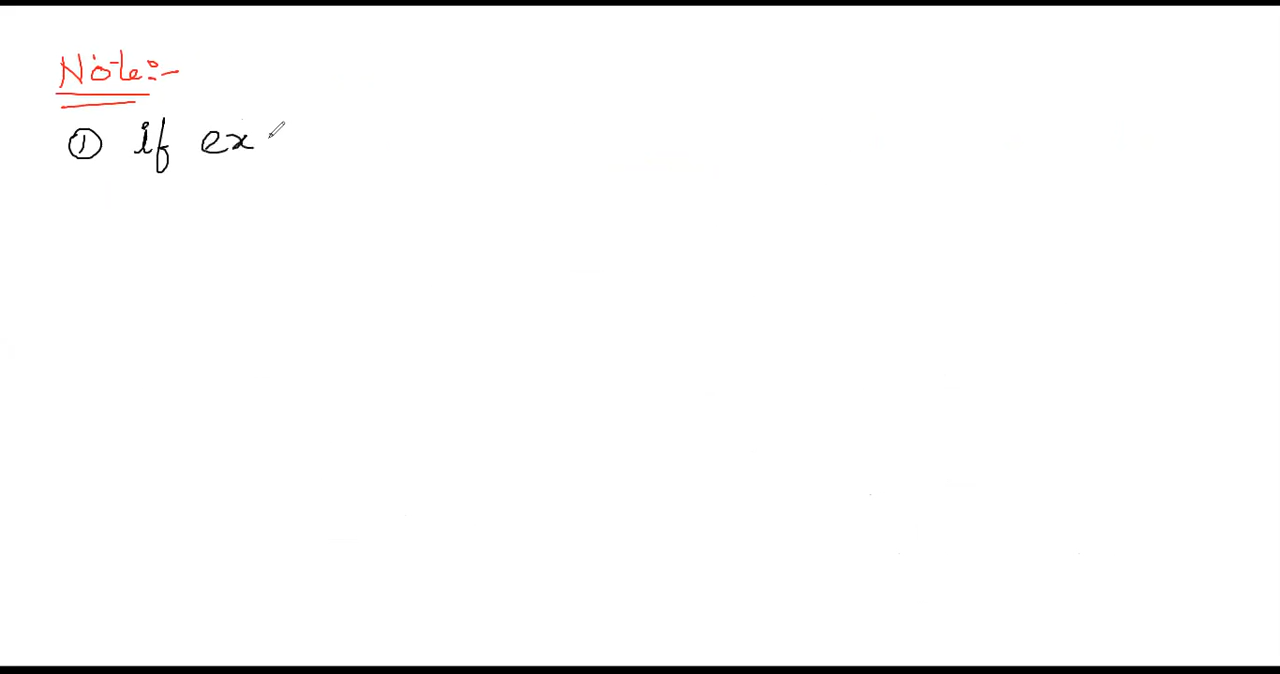 Note:-
① if ex